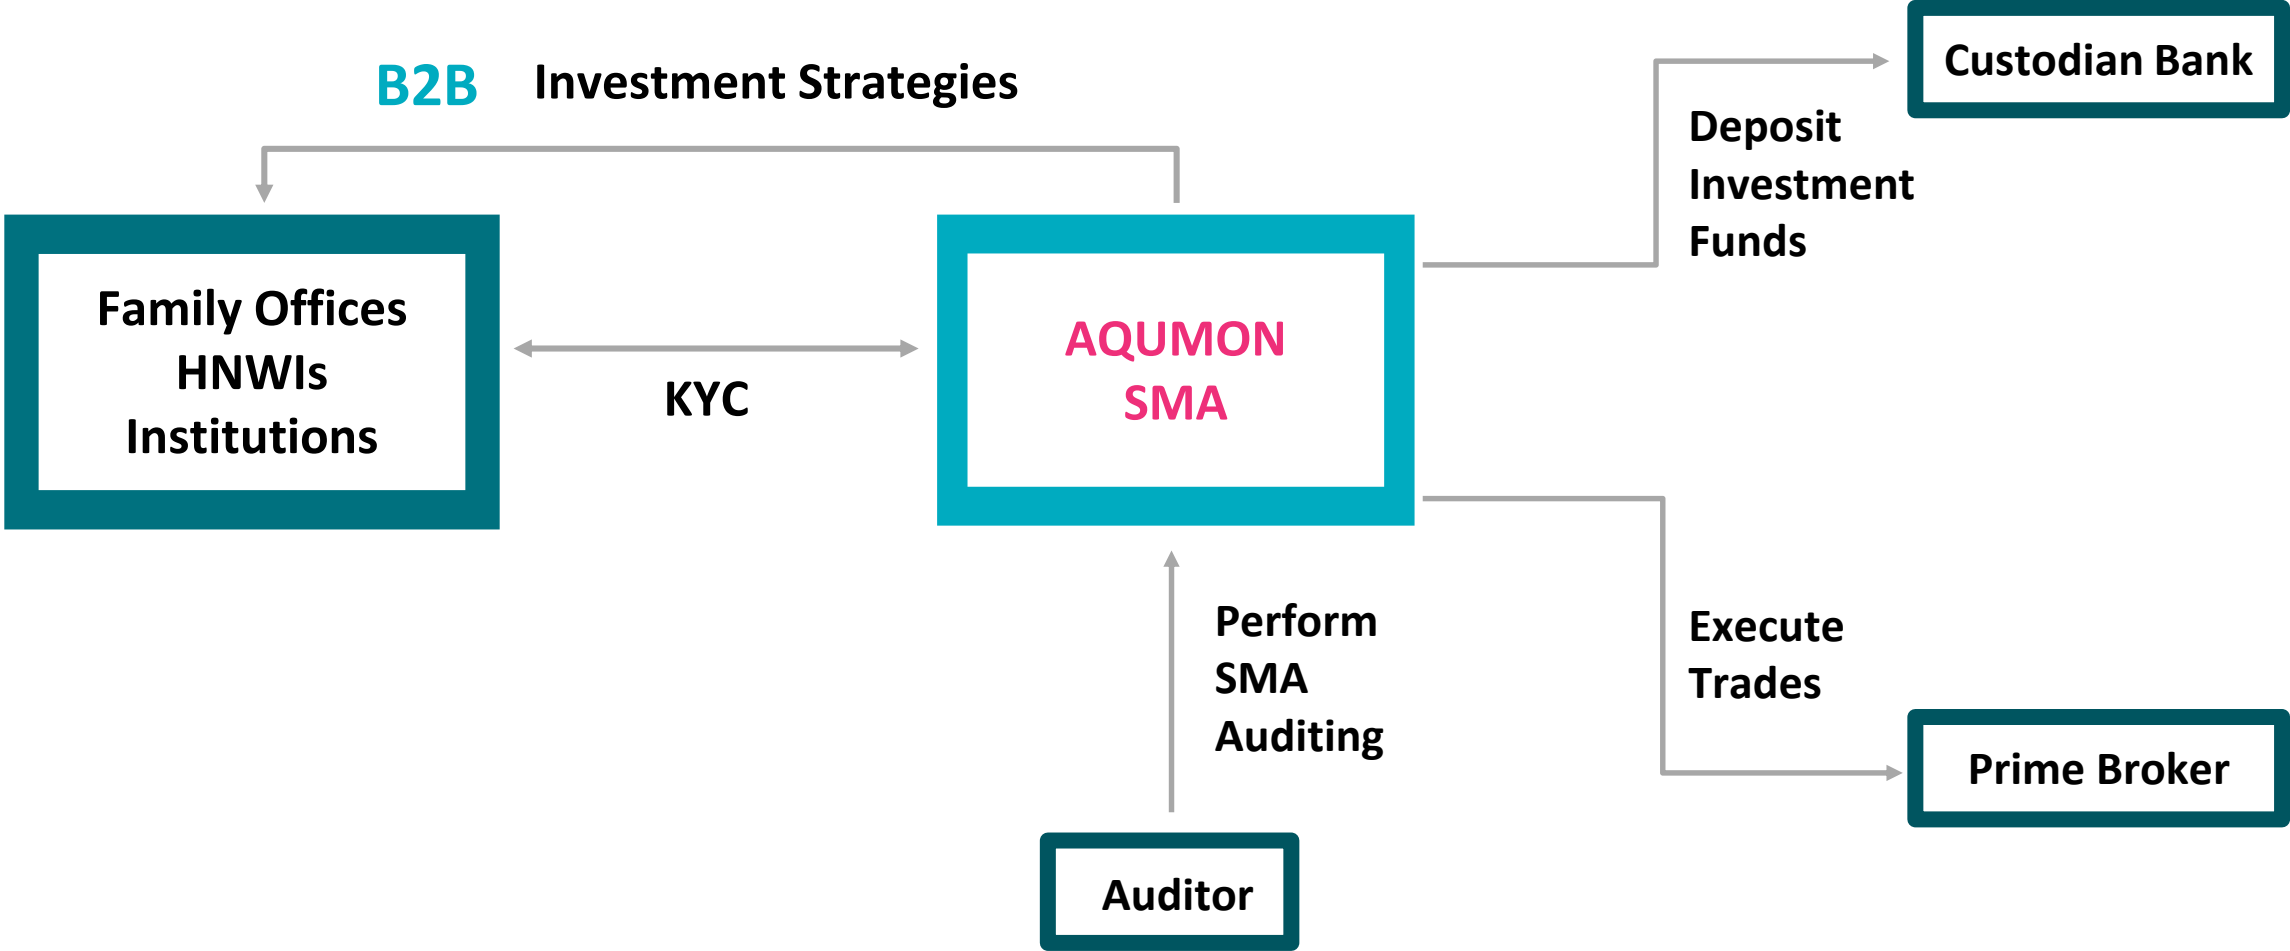 B2B Investment Strategies
Custodian Bank
Deposit
Investment
Funds
Family Offices
HNWIs
Institutions
KYC
AQUMON
SMA
Perform
SMA
Auditing
Execute
Trades
Prime Broker
Auditor